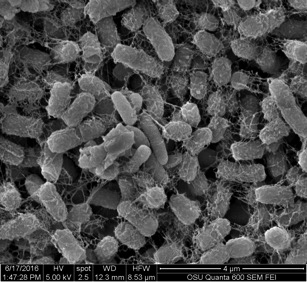 6/17/2016 HV spot WD HFW 4 µm
1:47:28 PM 5.00 kV 2.5 12.3 mm 8.53 µm OSU Quanta 600 SEM FEI